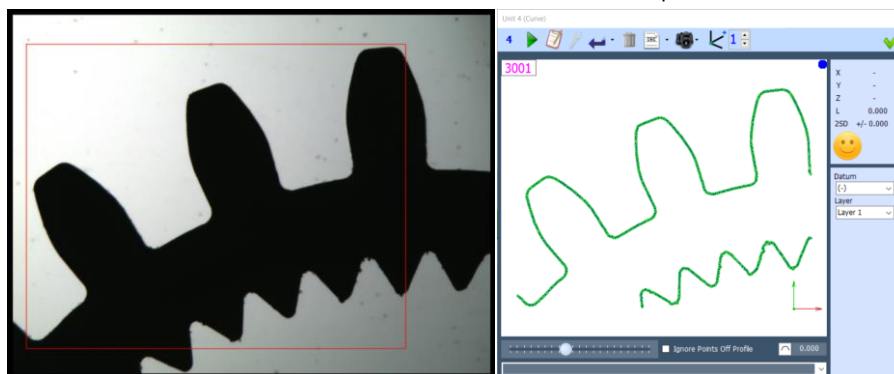 Unit 4 (Curve)
4
1
3001
X -
Y -
Z -
L 0.000
2SD +/- 0.000
Datum
(-)
Layer
Layer 1
Ignore Points Off Profile
0.000